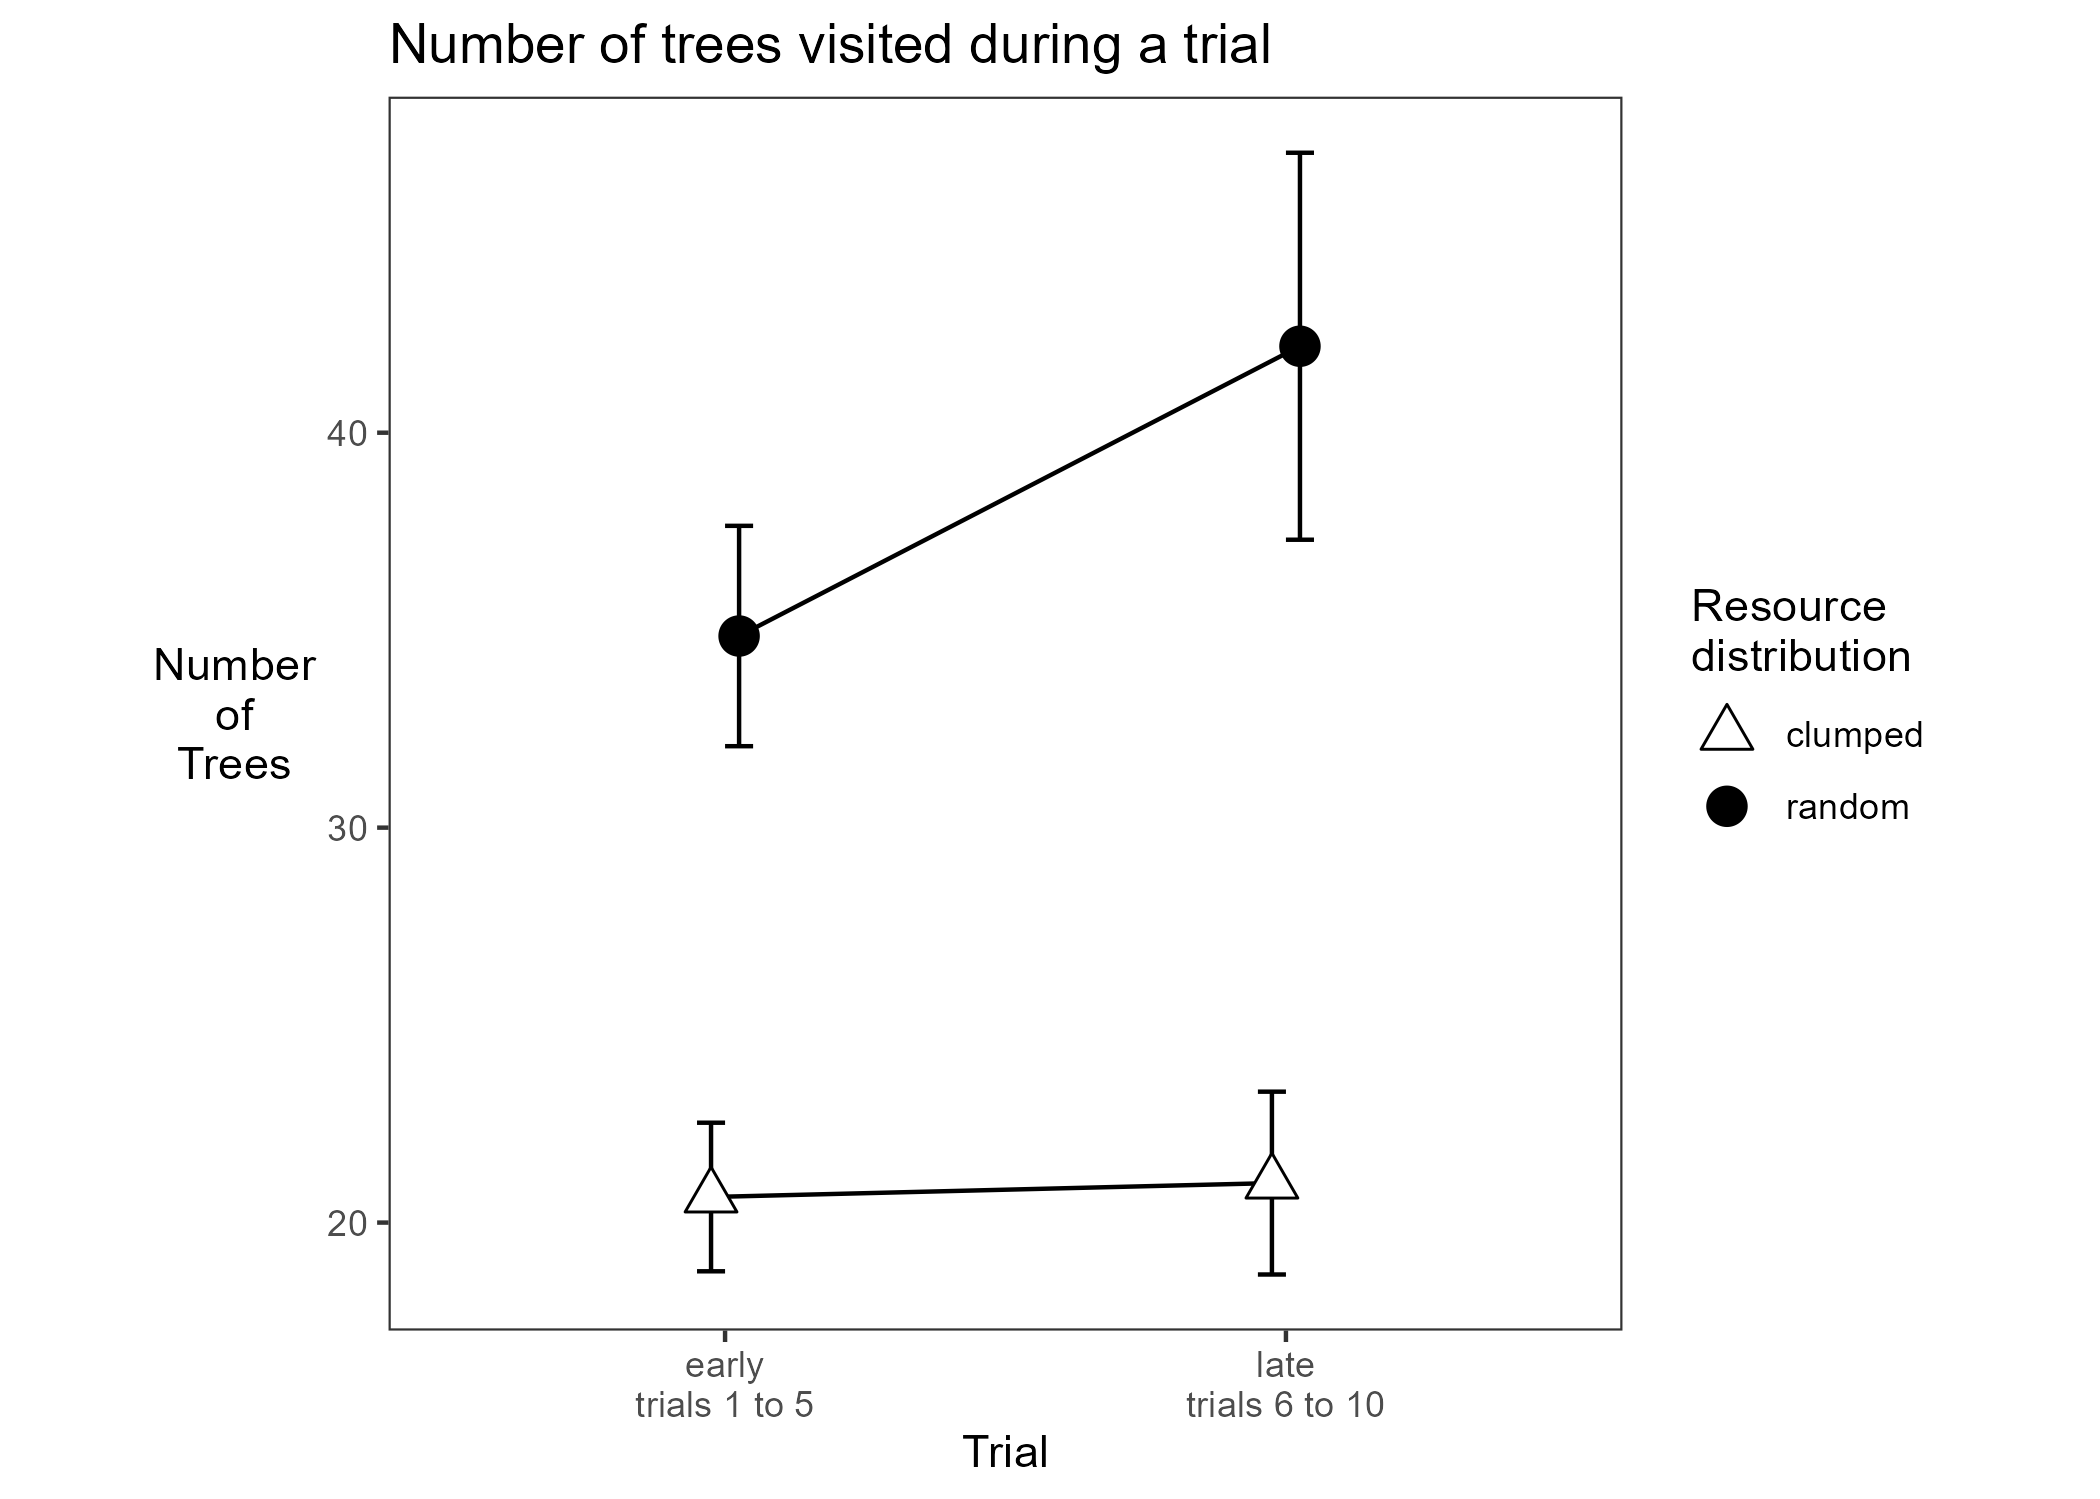 Number of trees visited during a trial
40
30
20
Number
of
Trees
early
trials 1 to 5
late
trials 6 to 10
Trial
Resource
distribution
clumped
random